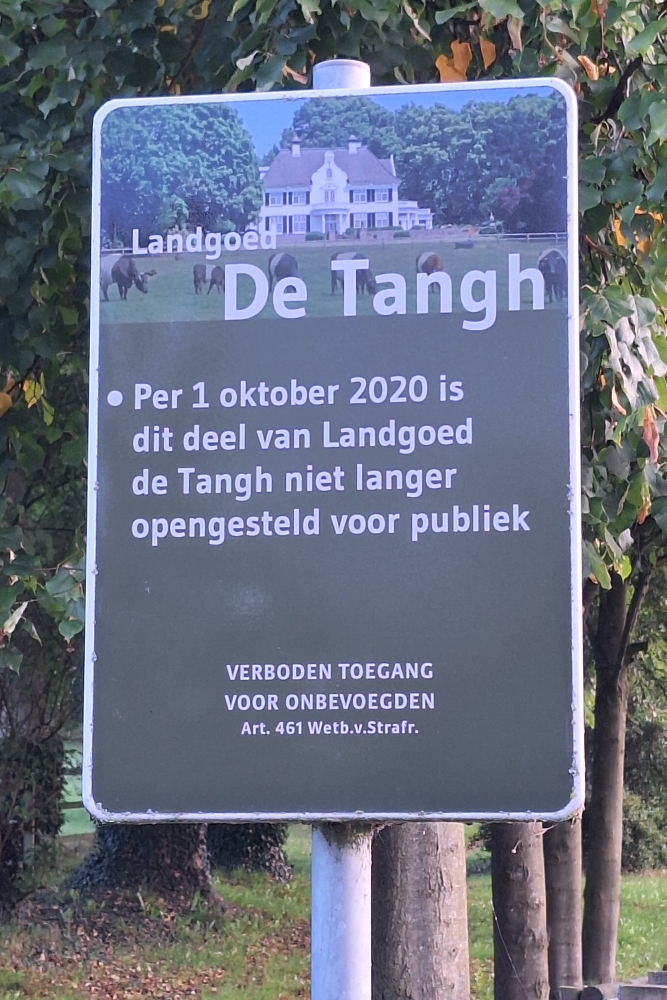 Landgoed
De Tangh
• Per 1 oktober 2020 is
dit deel van Landgoed
de Tangh niet langer
opengesteld voor publiek
VERBODEN TOEGANG
VOOR ONBEVOEGDEN
Art. 461 Wetb.v.Strafr.